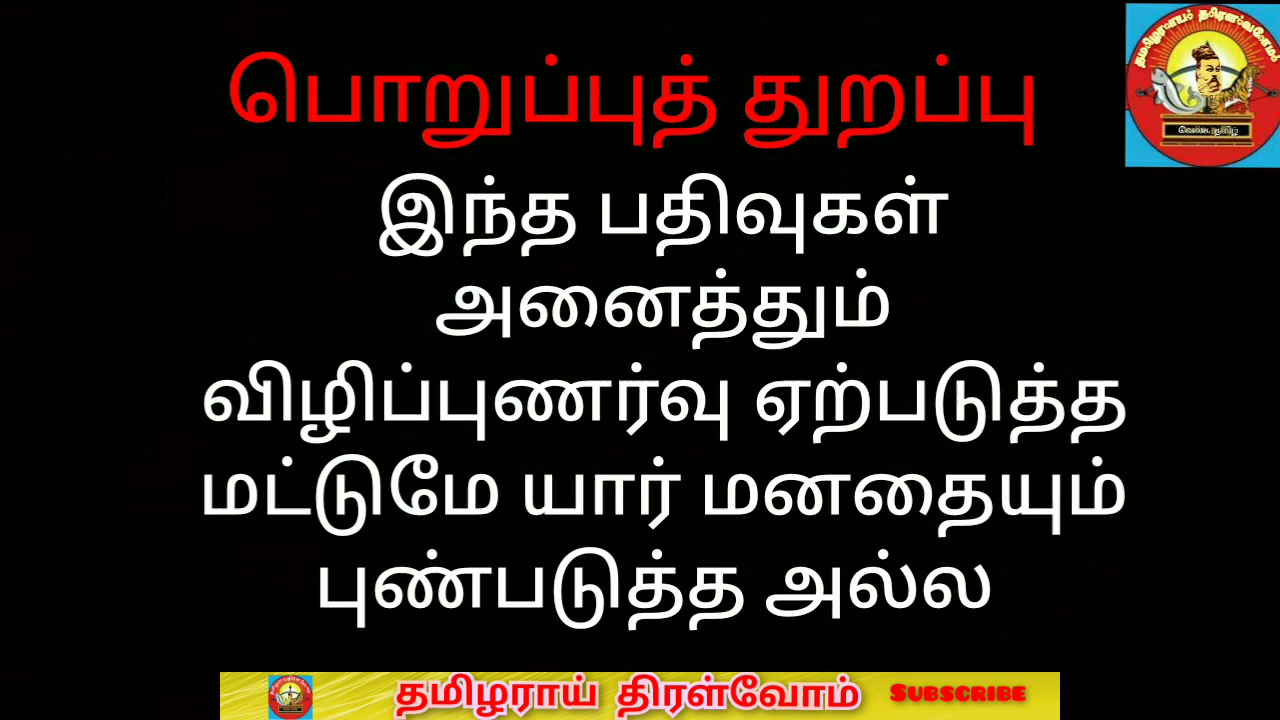 பொறுப்புத் துறப்பு
இந்த பதிவுகள்
அனைத்தும்
விழிப்புணர்வு ஏற்படுத்த
மட்டுமே யார் மனதையும்
புண்படுத்த அல்ல
தமிழராய் திரள்வோம் SUBSCRIBE